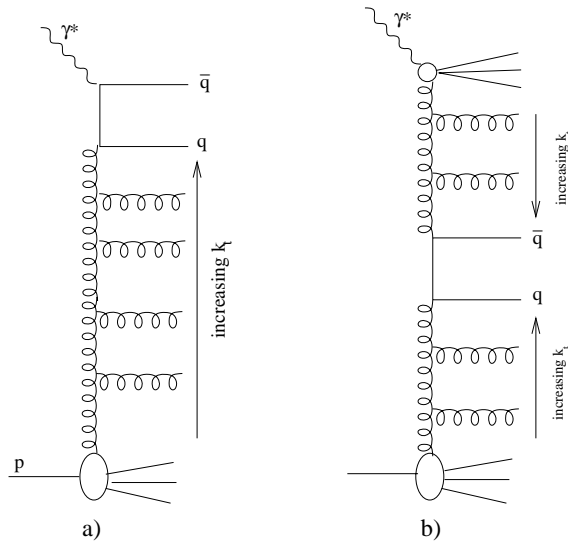 γ*
q̄
q
increasing k_t
p
a)
γ*
increasing k_t
q̄
q
increasing k_t
b)